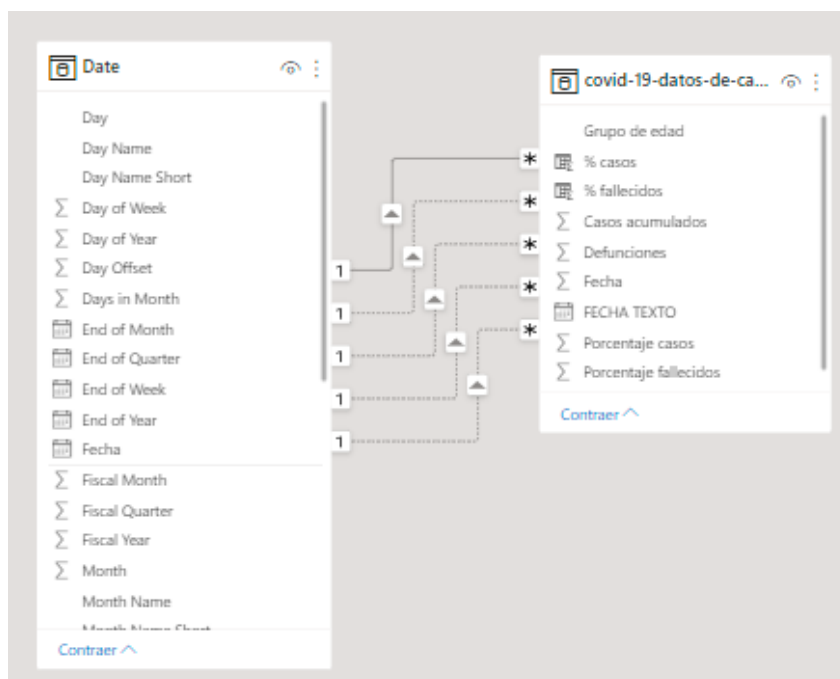 Date
Day
Day Name
Day Name Short
Day of Week
Day of Year
Day Offset
Days in Month
End of Month
End of Quarter
End of Week
End of Year
Fecha
Fiscal Month
Fiscal Quarter
Fiscal Year
Month
Month Name
Month Name Short
Contraer
1
1
1
1
1
*
*
*
*
*
covid-19-datos-de-ca...
Grupo de edad
% casos
% fallecidos
Casos acumulados
Defunciones
Fecha
FECHA TEXTO
Porcentaje casos
Porcentaje fallecidos
Contraer